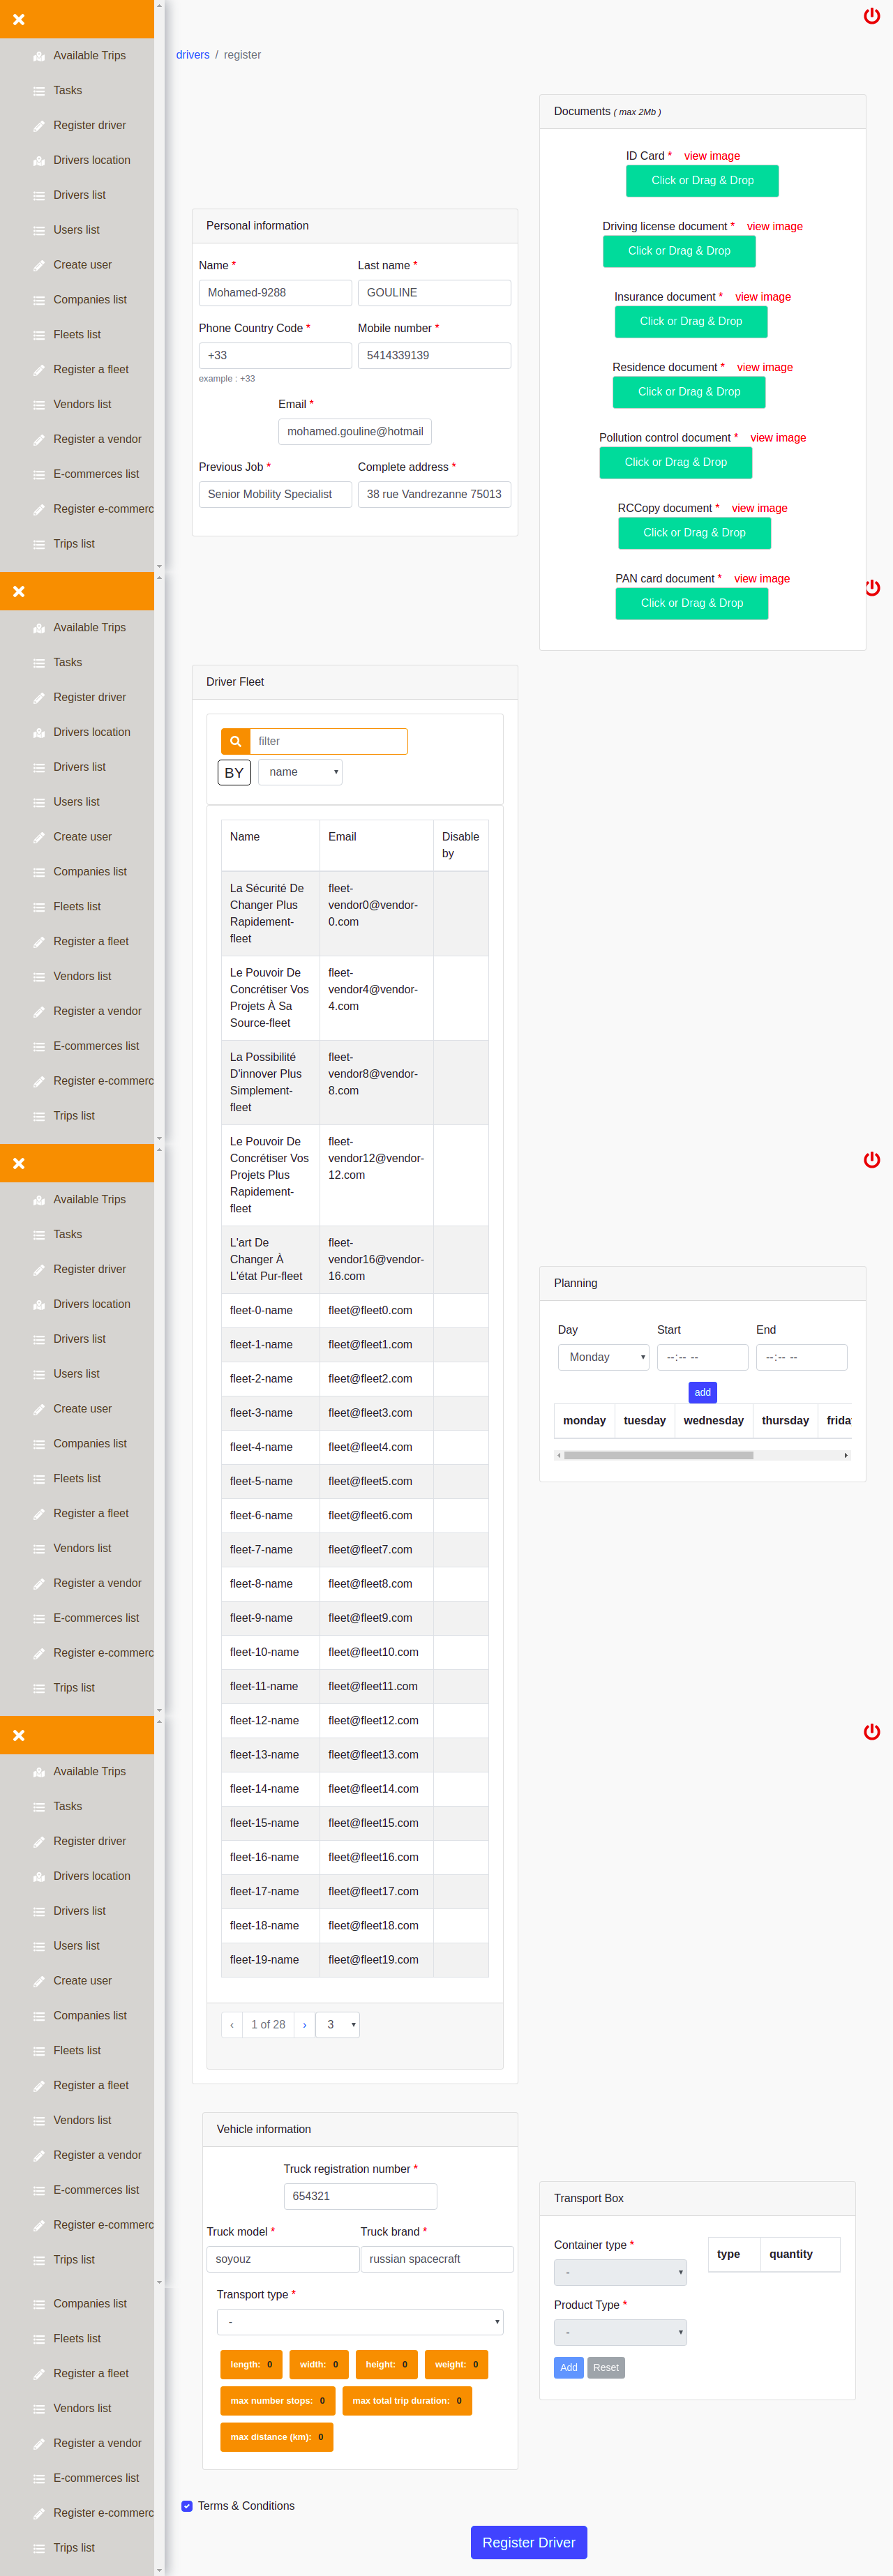 drivers / register
Available Trips
Tasks
Register driver
Drivers location
Drivers list
Users list
Create user
Companies list
Fleets list
Register a fleet
Vendors list
Register a vendor
E-commerces list
Register e-commerc
Trips list
Available Trips
Tasks
Register driver
Drivers location
Drivers list
Users list
Create user
Companies list
Fleets list
Register a fleet
Vendors list
Register a vendor
E-commerces list
Register e-commerc
Trips list
Available Trips
Tasks
Register driver
Drivers location
Drivers list
Users list
Create user
Companies list
Fleets list
Register a fleet
Vendors list
Register a vendor
E-commerces list
Register e-commerc
Trips list
Available Trips
Tasks
Register driver
Drivers location
Drivers list
Users list
Create user
Companies list
Fleets list
Register a fleet
Vendors list
Register a vendor
E-commerces list
Register e-commerc
Trips list
Companies list
Fleets list
Register a fleet
Vendors list
Register a vendor
E-commerces list
Register e-commerc
Trips list
Personal information
Name * Last name *
Mohamed-9288 GOULINE
Phone Country Code * Mobile number *
+33 5414339139
example : +33
Email *
mohamed.gouline@hotmail
Previous Job * Complete address *
Senior Mobility Specialist 38 rue Vandrezanne 75013
Documents ( max 2Mb )
ID Card * view image
Click or Drag & Drop
Driving license document * view image
Click or Drag & Drop
Insurance document * view image
Click or Drag & Drop
Residence document * view image
Click or Drag & Drop
Pollution control document * view image
Click or Drag & Drop
RCCopy document * view image
Click or Drag & Drop
PAN card document * view image
Click or Drag & Drop
Driver Fleet
filter
BY name
Name Email Disable
by
La Sécurité De fleet-
Changer Plus vendor0@vendor-
Rapidement- 0.com
fleet
Le Pouvoir De fleet-
Concrétiser Vos vendor4@vendor-
Projets À Sa 4.com
Source-fleet
La Possibilité fleet-
D'innover Plus vendor8@vendor-
Simplement- 8.com
fleet
Le Pouvoir De fleet-
Concrétiser Vos vendor12@vendor-
Projets Plus 12.com
Rapidement-
fleet
L'art De fleet-
Changer À vendor16@vendor-
L'état Pur-fleet 16.com
fleet-0-name fleet@fleet0.com
fleet-1-name fleet@fleet1.com
fleet-2-name fleet@fleet2.com
fleet-3-name fleet@fleet3.com
fleet-4-name fleet@fleet4.com
fleet-5-name fleet@fleet5.com
fleet-6-name fleet@fleet6.com
fleet-7-name fleet@fleet7.com
fleet-8-name fleet@fleet8.com
fleet-9-name fleet@fleet9.com
fleet-10-name fleet@fleet10.com
fleet-11-name fleet@fleet11.com
fleet-12-name fleet@fleet12.com
fleet-13-name fleet@fleet13.com
fleet-14-name fleet@fleet14.com
fleet-15-name fleet@fleet15.com
fleet-16-name fleet@fleet16.com
fleet-17-name fleet@fleet17.com
fleet-18-name fleet@fleet18.com
fleet-19-name fleet@fleet19.com
‹ 1 of 28 › 3
Planning
Day Start End
Monday --:-- -- --:-- --
add
monday tuesday wednesday thursday frida
Vehicle information
Truck registration number *
654321
Truck model * Truck brand *
soyouz russian spacecraft
Transport type *
-
length: 0 width: 0 height: 0 weight: 0
max number stops: 0 max total trip duration: 0
max distance (km): 0
Transport Box
Container type * type quantity
-
Product Type *
-
Add Reset
Terms & Conditions
Register Driver